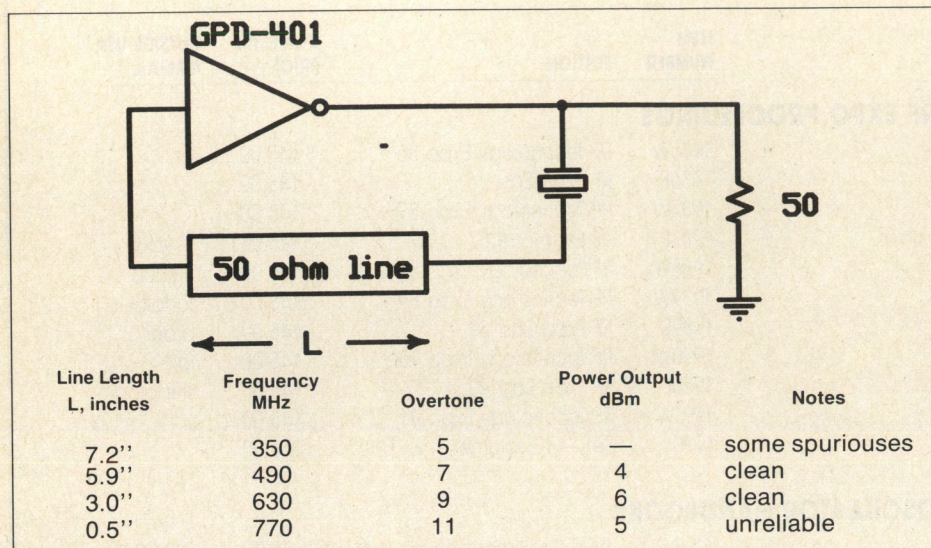 GPD-401
50
50 ohm line
L
Line Length
L, inches
Frequency
MHz
Overtone
Power Output
dBm
Notes
7.2'' 350 5 — some spuriouses
5.9'' 490 7 4 clean
3.0'' 630 9 6 clean
0.5'' 770 11 5 unreliable